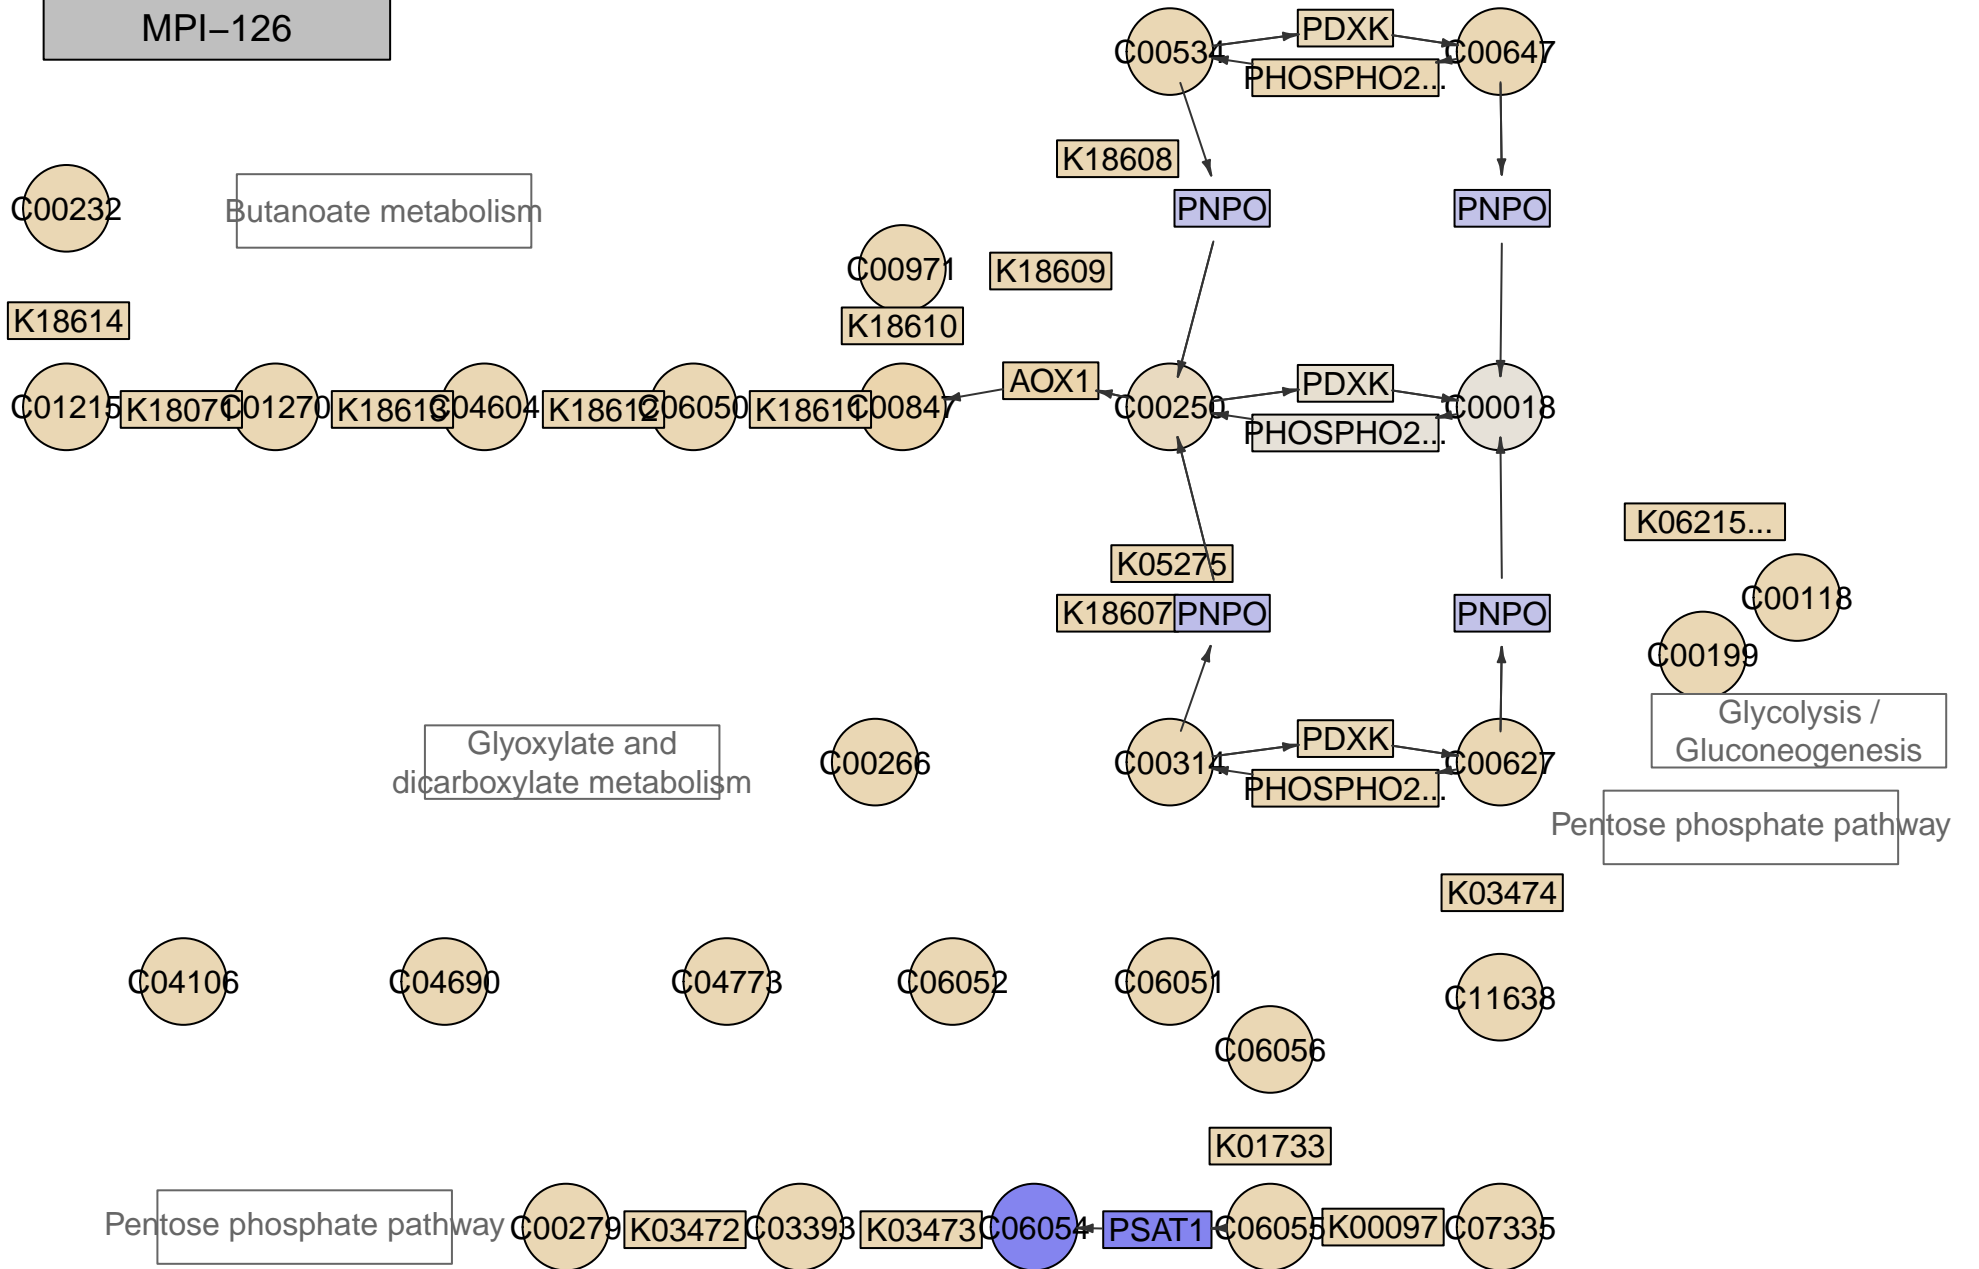 MPI–126
C00534
PDXK
C00647
PHOSPHO2...
K18608
C00232
Butanoate metabolism
PNPO
PNPO
C00971
K18609
K18614
K18610
AOX1
PDXK
C01215
K18071
C01270
K18613
C04604
K18612
C06050
K18611
C00847
C00250
C00018
PHOSPHO2...
K06215...
K05275
C00118
K18607
PNPO
PNPO
C00199
Glycolysis /
Gluconeogenesis
Glyoxylate and
dicarboxylate metabolism
C00266
C00314
PDXK
C00627
PHOSPHO2...
Pentose phosphate pathway
K03474
C04106
C04690
C04773
C06052
C06051
C11638
C06056
K01733
Pentose phosphate pathway
C00279
K03472
C03393
K03473
C06054
PSAT1
C06055
K00097
C07335